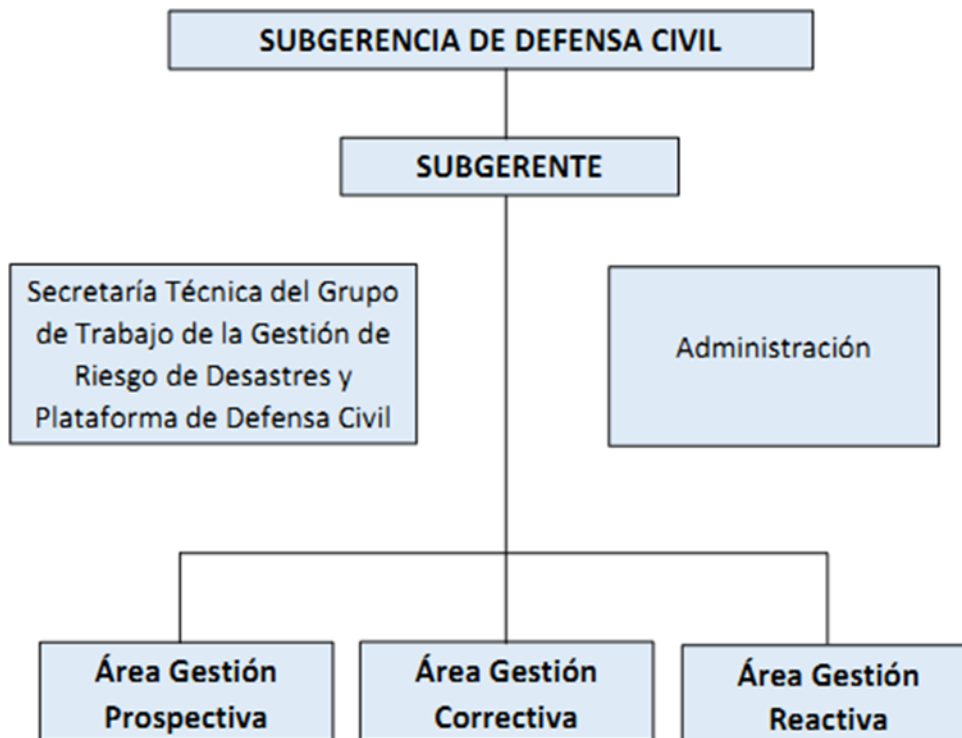 SUBGERENCIA DE DEFENSA CIVIL
SUBGERENTE
Secretaría Técnica del Grupo
de Trabajo de la Gestión de
Riesgo de Desastres y
Plataforma de Defensa Civil
Administración
Área Gestión
Prospectiva
Área Gestión
Correctiva
Área Gestión
Reactiva